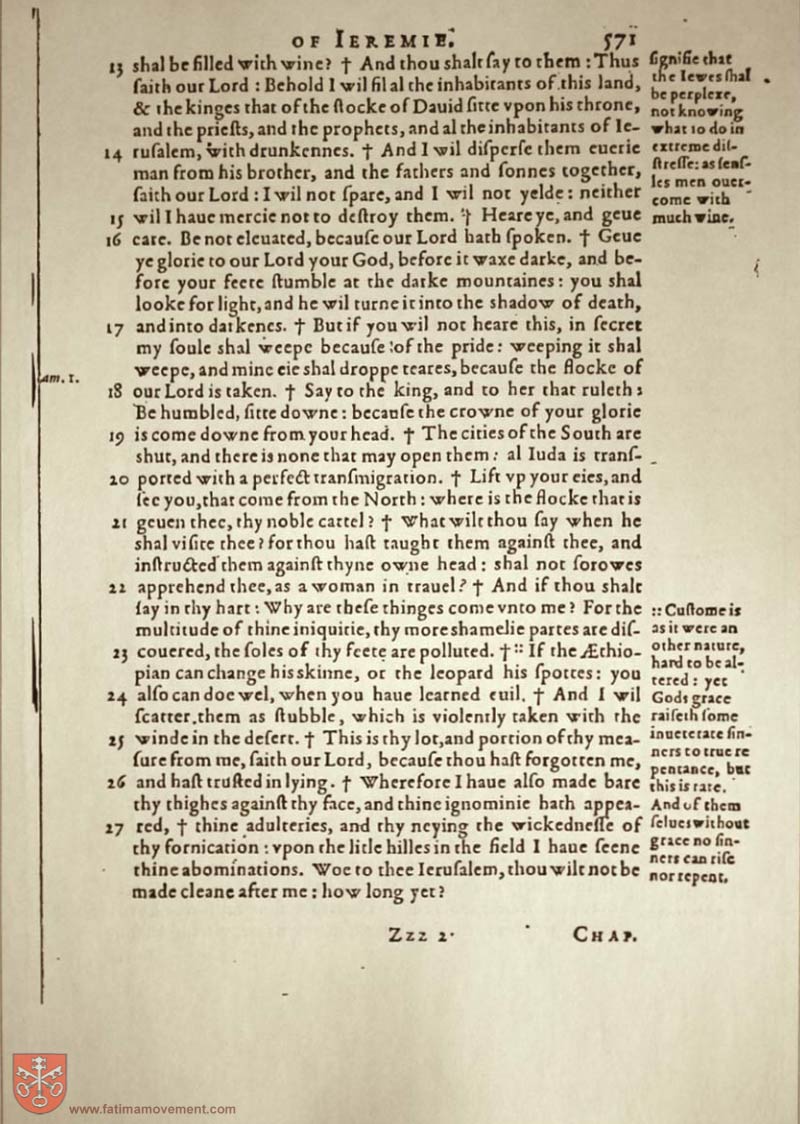 OF IEREMIE. 571
13 shal be filled with wine? † And thou shalt ſay to them : Thus
ſaith our Lord : Behold I wil fil al the inhabitants of this land,
& the kinges that of the ſtocke of Dauid ſitte vpon his throne,
and the prieſts, and the prophets, and al the inhabitants of Ie-
14 ruſalem, with drunkennes. † And I wil diſperſe them euerie
man from his brother, and the fathers and ſonnes together,
ſaith our Lord : I wil not ſpare, and I wil not yelde : neither
15 wil I haue mercie not to deſtroy them. † Heare ye, and geue
16 eare. Be not eleuated, becauſe our Lord hath ſpoken. † Geue
ye glorie to our Lord your God, before it waxe darke, and be-
fore your feete ſtumble at the darke mountaines : you shal
looke for light, and he wil turne it into the shadow of death,
17 and into darkenes. † But if you wil not heare this, in ſecret
my ſoule shal weepe becauſe of the pride : weeping it shal
weepe, and mine eie shal droppe teares, becauſe the flocke of
18 our Lord is taken. † Say to the king, and to her that ruleth :
Be humbled, ſitte downe : becauſe the crowne of your glorie
19 is come downe from your head. † The cities of the South are
shut, and there is none that may open them : al Iuda is tranſ-
20 ported with a perfect tranſmigration. † Lift vp your eies, and
ſee you, that come from the North : where is the flocke that is
21 geuen thee, thy noble cattel? † What wilt thou ſay when he
shal viſite thee? for thou haſt taught them againſt thee, and
inſtructed them againſt thyne owne head : shal not ſorowes
22 apprehend thee, as a woman in trauel? † And if thou shalt
ſay in thy hart : Why are theſe thinges come vnto me? For the
multitude of thine iniquitie, thy more shamelie partes are diſ-
23 couered, the ſoles of thy feete are polluted. † :: If the Æthio-
pian can change his skinne, or the leopard his ſpottes : you
24 alſo can doe wel, when you haue learned euil. † And I wil
ſcatter them as ſtubble, which is violently taken with the
25 winde in the deſert. † This is thy lot, and portion of thy mea-
ſure from me, ſaith our Lord, becauſe thou haſt forgotten me,
26 and haſt truſted in lying. † Wherefore I haue alſo made bare
thy thighes againſt thy face, and thine ignominie hath appea-
27 red, † thine adulteries, and thy neying the wickedneſſe of
thy fornication : vpon the litle hilles in the field I haue ſeene
thine abominations. Woe to thee Ieruſalem, thou wilt not be
made cleane after me : how long yet?
ſignifie that
the Iewes ſhal
be perplexe,
not knowing
what to do in
extreme diſ-
ſtreſſe: as ſenſ-
les men ouer-
come with
much wine.
am. 1.
:: Cuſtome is
as it were an
other nature,
hard to be al-
tered : yet
Gods grace
raiſeth ſome
inueterate ſin-
ners to true re
pentance, but
this is rare.
And of them
ſelues without
grace no ſin-
ners can riſe
nor repent.
Zzz 2. CHAP.
www.fatimamovement.com